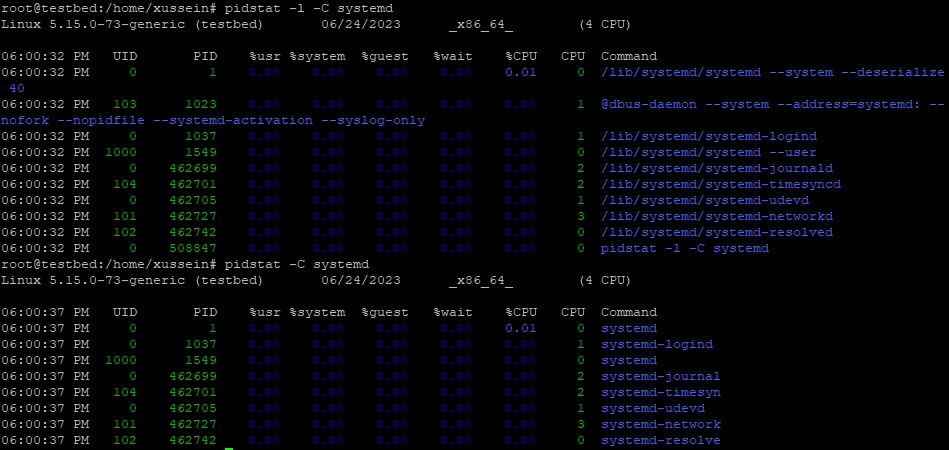 root@testbed:/home/xussein# pidstat -l -C systemd
Linux 5.15.0-73-generic (testbed) 06/24/2023 _x86_64_ (4 CPU)
06:00:32 PM UID PID %usr %system %guest %wait %CPU CPU Command
06:00:32 PM 0 1 0.00 0.00 0.00 0.00 0.01 0 /lib/systemd/systemd --system --deserialize
40
06:00:32 PM 103 1023 0.00 0.00 0.00 0.00 0.00 1 @dbus-daemon --system --address=systemd: --
nofork --nopidfile --systemd-activation --syslog-only
06:00:32 PM 0 1037 0.00 0.00 0.00 0.00 0.00 1 /lib/systemd/systemd-logind
06:00:32 PM 1000 1549 0.00 0.00 0.00 0.00 0.00 0 /lib/systemd/systemd --user
06:00:32 PM 0 462699 0.00 0.00 0.00 0.00 0.00 2 /lib/systemd/systemd-journald
06:00:32 PM 104 462701 0.00 0.00 0.00 0.00 0.00 2 /lib/systemd/systemd-timesyncd
06:00:32 PM 0 462705 0.00 0.00 0.00 0.00 0.00 1 /lib/systemd/systemd-udevd
06:00:32 PM 101 462727 0.00 0.00 0.00 0.00 0.00 3 /lib/systemd/systemd-networkd
06:00:32 PM 102 462742 0.00 0.00 0.00 0.00 0.00 0 /lib/systemd/systemd-resolved
06:00:32 PM 0 508847 0.00 0.00 0.00 0.00 0.00 0 pidstat -l -C systemd
root@testbed:/home/xussein# pidstat -C systemd
Linux 5.15.0-73-generic (testbed) 06/24/2023 _x86_64_ (4 CPU)
06:00:37 PM UID PID %usr %system %guest %wait %CPU CPU Command
06:00:37 PM 0 1 0.00 0.00 0.00 0.00 0.01 0 systemd
06:00:37 PM 0 1037 0.00 0.00 0.00 0.00 0.00 1 systemd-logind
06:00:37 PM 1000 1549 0.00 0.00 0.00 0.00 0.00 0 systemd
06:00:37 PM 0 462699 0.00 0.00 0.00 0.00 0.00 2 systemd-journal
06:00:37 PM 104 462701 0.00 0.00 0.00 0.00 0.00 2 systemd-timesyn
06:00:37 PM 0 462705 0.00 0.00 0.00 0.00 0.00 1 systemd-udevd
06:00:37 PM 101 462727 0.00 0.00 0.00 0.00 0.00 3 systemd-network
06:00:37 PM 102 462742 0.00 0.00 0.00 0.00 0.00 0 systemd-resolve